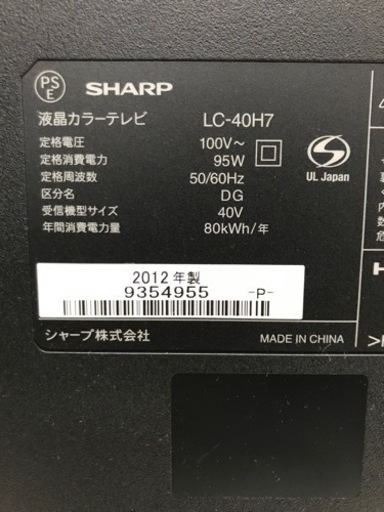 PS
E
SHARP
液晶カラーテレビ LC-40H7
定格電圧 100V～
定格消費電力 95W
定格周波数 50/60Hz
区分名 DG
受信機型サイズ 40V
年間消費電力量 80kWh/年
S
UL Japan
2012年製
9354955 -P-
シャープ株式会社 MADE IN CHINA